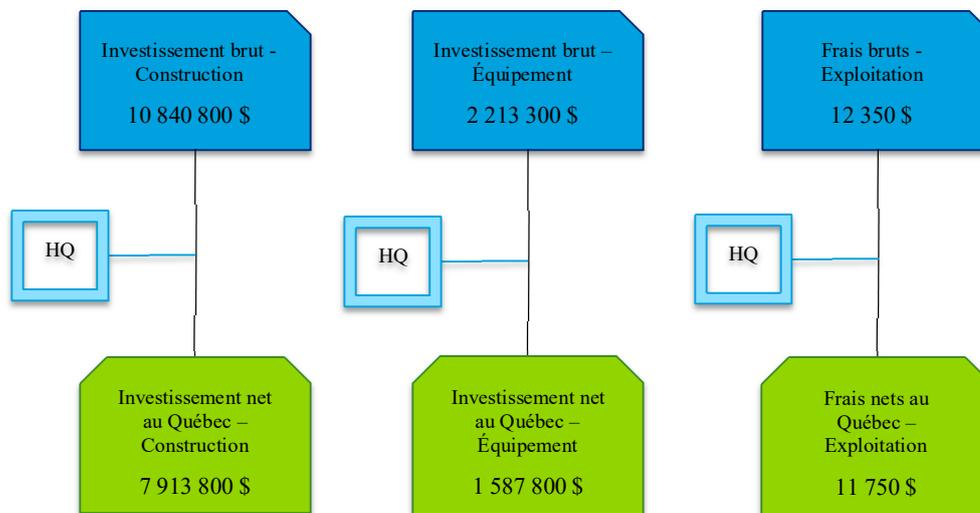 Investissement brut -
Construction
10 840 800 $
Investissement brut –
Équipement
2 213 300 $
Frais bruts -
Exploitation
12 350 $
HQ
HQ
HQ
Investissement net
au Québec –
Construction
7 913 800 $
Investissement net
au Québec –
Équipement
1 587 800 $
Frais nets au
Québec –
Exploitation
11 750 $